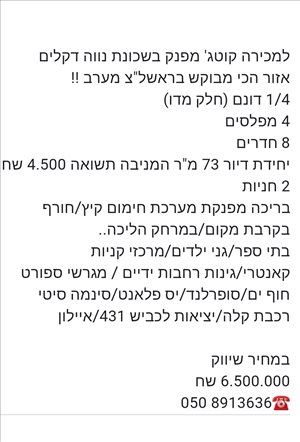 למכירה קוטג' מפנק בשכונת נווה דקלים
אזור הכי מבוקש בראשל"צ מערב !!
1/4 דונם (חלק מדו)
4 מפלסים
8 חדרים
יחידת דיור 73 מ"ר המניבה תשואה 4.500 שח
2 חניות
בריכה מפנקת מערכת חימום קיץ/חורף
בקרבת מקום/במרחק הליכה..
בתי ספר/גני ילדים/מרכזי קניות
קאנטרי/גינות רחבות ידיים / מגרשי ספורט
חוף ים/סופרלנד/יס פלאנט/סינמה סיטי
רכבת קלה/יציאות לכביש 431/איילון
במחיר שיווק
6.500.000 שח
☎️050 8913636